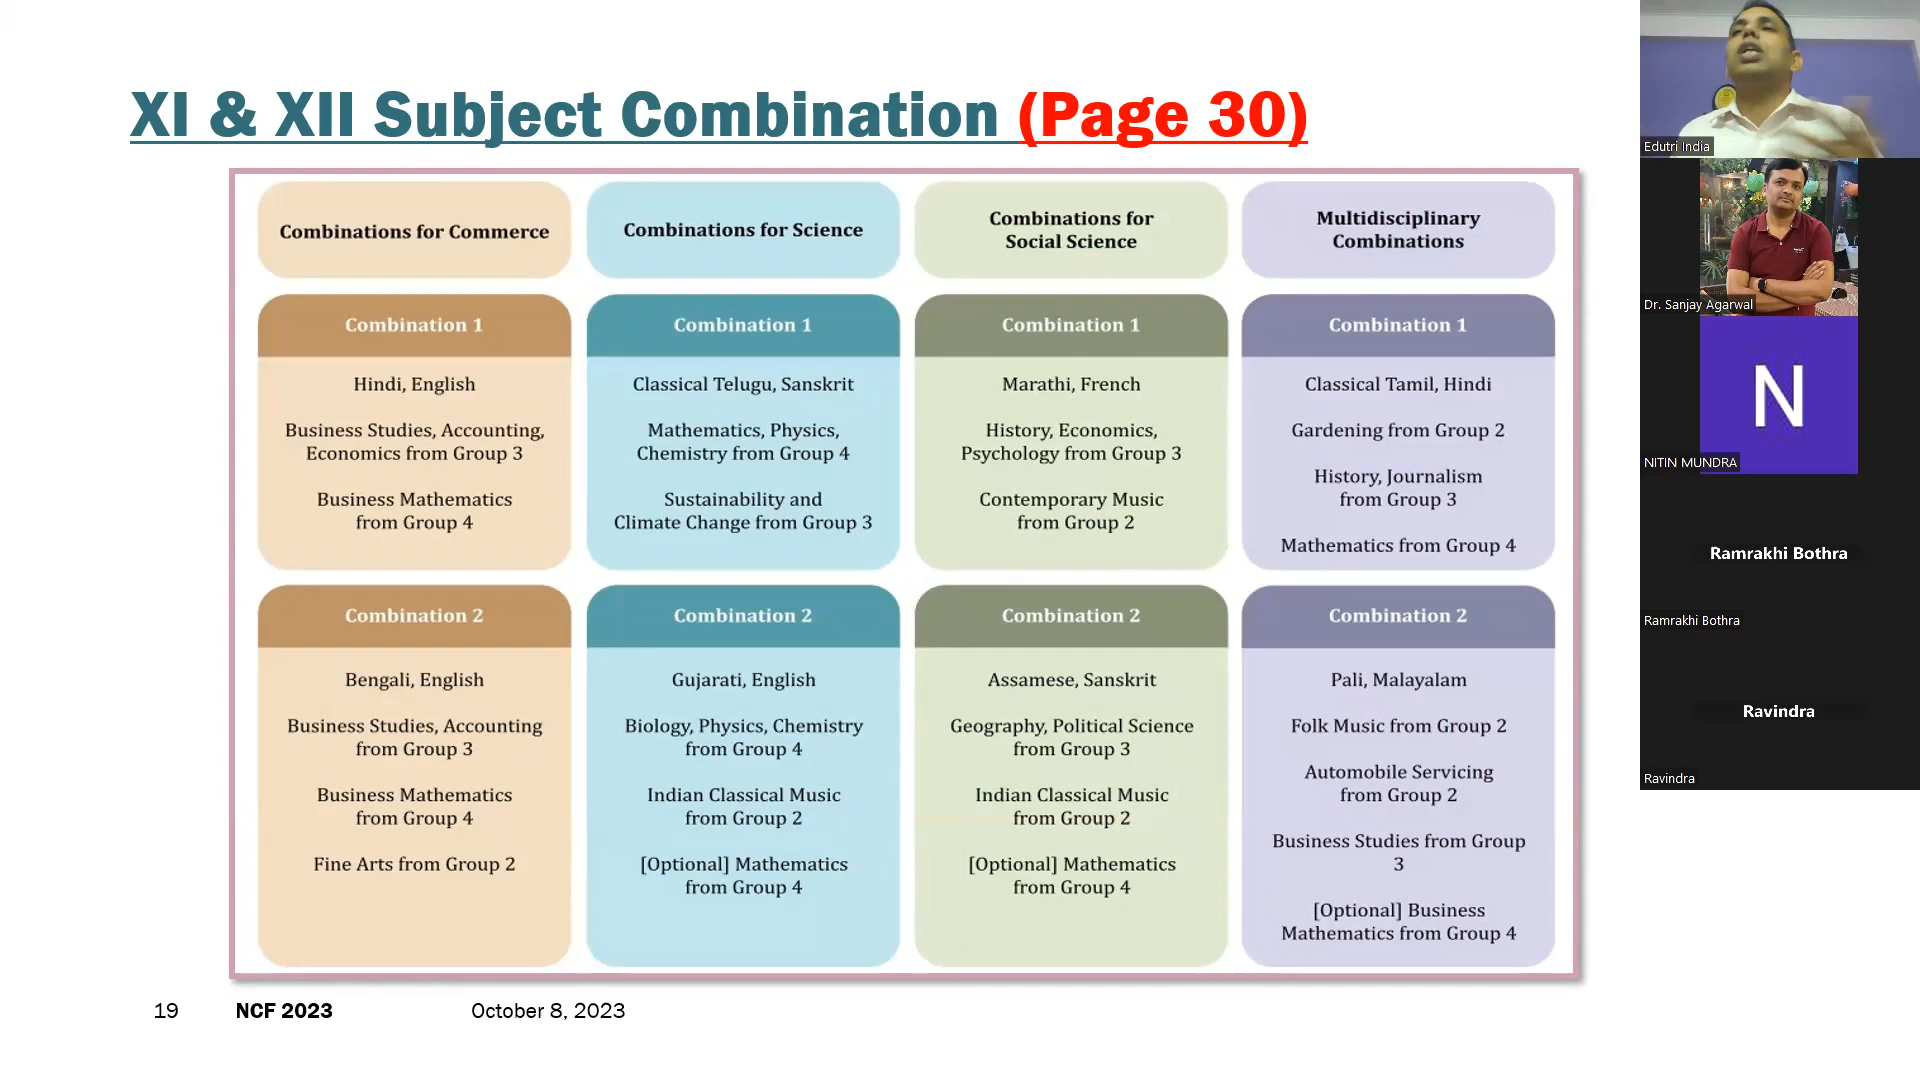 XI & XII Subject Combination (Page 30)
Combinations for Commerce
Combination 1
Hindi, English
Business Studies, Accounting,
Economics from Group 3
Business Mathematics
from Group 4
Combination 2
Bengali, English
Business Studies, Accounting
from Group 3
Business Mathematics
from Group 4
Fine Arts from Group 2
Combinations for Science
Combination 1
Classical Telugu, Sanskrit
Mathematics, Physics,
Chemistry from Group 4
Sustainability and
Climate Change from Group 3
Combination 2
Gujarati, English
Biology, Physics, Chemistry
from Group 4
Indian Classical Music
from Group 2
[Optional] Mathematics
from Group 4
Combinations for
Social Science
Combination 1
Marathi, French
History, Economics,
Psychology from Group 3
Contemporary Music
from Group 2
Combination 2
Assamese, Sanskrit
Geography, Political Science
from Group 3
Indian Classical Music
from Group 2
[Optional] Mathematics
from Group 4
Multidisciplinary
Combinations
Combination 1
Classical Tamil, Hindi
Gardening from Group 2
History, Journalism
from Group 3
Mathematics from Group 4
Combination 2
Pali, Malayalam
Folk Music from Group 2
Automobile Servicing
from Group 2
Business Studies from Group
3
[Optional] Business
Mathematics from Group 4
19 NCF 2023 October 8, 2023
Edutri India
Dr. Sanjay Agarwal
N
NITIN MUNDRA
Ramrakhi Bothra
Ramrakhi Bothra
Ravindra
Ravindra